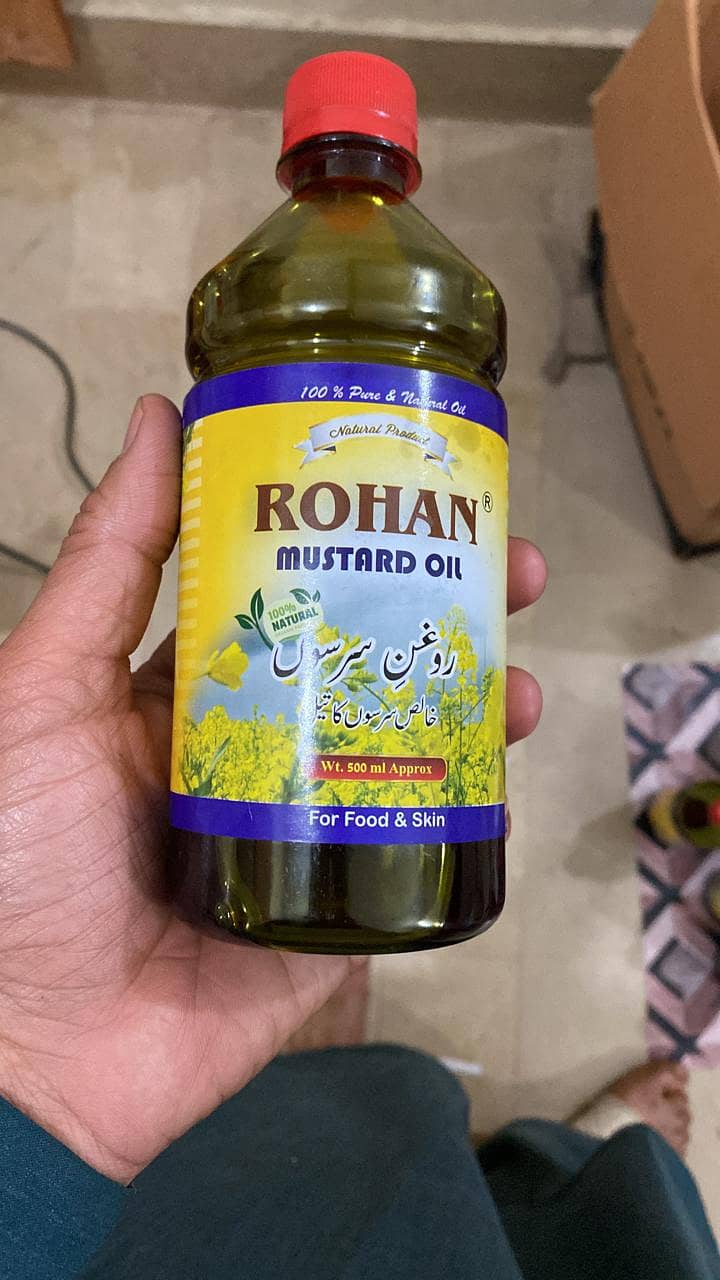 100 % Pure & Natural Oil
Natural Product
ROHAN®
MUSTARD OIL
100%
NATURAL
روغنِ سرسوں
خالص سرسوں کا تیل
Wt. 500 ml Approx
For Food & Skin